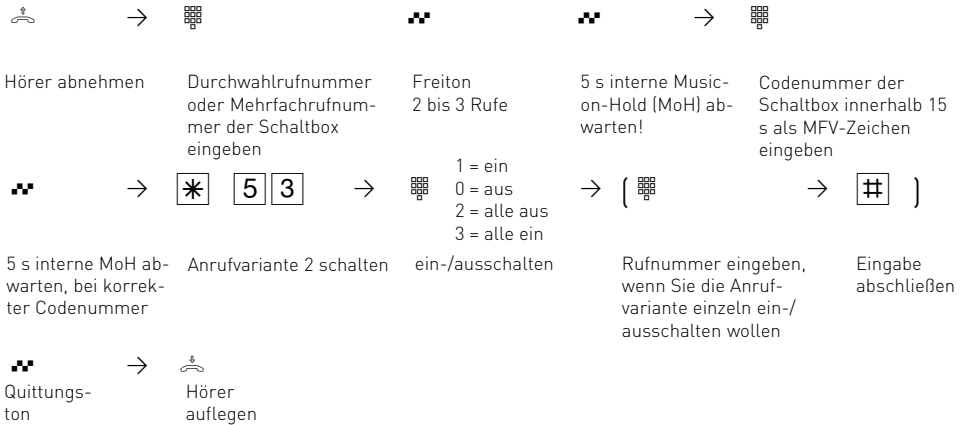 Hörer abnehmen
Durchwahlrufnummer
oder Mehrfachrufnum-
mer der Schaltbox
eingeben
Freiton
2 bis 3 Rufe
5 s interne Music-
on-Hold (MoH) ab-
warten!
Codenummer der
Schaltbox innerhalb 15
s als MFV-Zeichen
eingeben
* 5 3
1 = ein
0 = aus
2 = alle aus
3 = alle ein
( # )
5 s interne MoH ab-
warten, bei korrek-
ter Codenummer
Anrufvariante 2 schalten
ein-/ausschalten
Rufnummer eingeben,
wenn Sie die Anruf-
variante einzeln ein-/
ausschalten wollen
Eingabe
abschließen
Quittungs-
ton
Hörer
auflegen